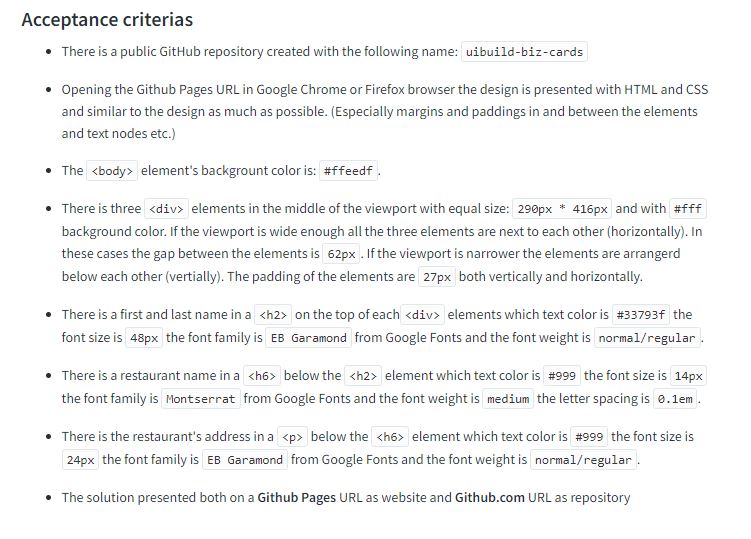 Acceptance criterias
There is a public GitHub repository created with the following name: uibuild-biz-cards
Opening the Github Pages URL in Google Chrome or Firefox browser the design is presented with HTML and CSS
and similar to the design as much as possible. (Especially margins and paddings in and between the elements
and text nodes etc.)
The <body> element's backgrount color is: #ffeedf.
There is three <div> elements in the middle of the viewport with equal size: 290px * 416px and with #fff
background color. If the viewport is wide enough all the three elements are next to each other (horizontally). In
these cases the gap between the elements is 62px. If the viewport is narrower the elements are arrangerd
below each other (vertially). The padding of the elements are 27px both vertically and horizontally.
There is a first and last name in a <h2> on the top of each <div> elements which text color is #33793f the
font size is 48px the font family is EB Garamond from Google Fonts and the font weight is normal/regular.
There is a restaurant name in a <h6> below the <h2> element which text color is #999 the font size is 14px
the font family is Montserrat from Google Fonts and the font weight is medium the letter spacing is 0.1em.
There is the restaurant's address in a <p> below the <h6> element which text color is #999 the font size is
24px the font family is EB Garamond from Google Fonts and the font weight is normal/regular.
The solution presented both on a Github Pages URL as website and Github.com URL as repository